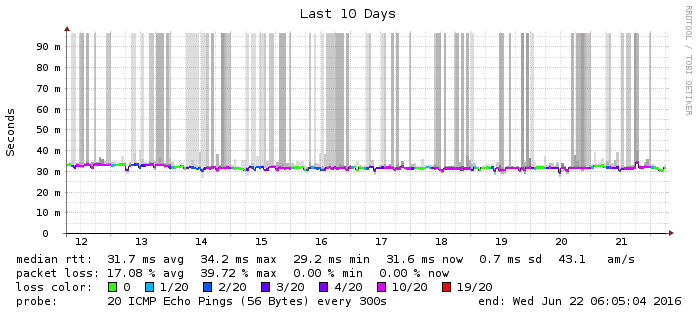 Last 10 Days
RRDTOOL / TOBI OETIKER
Seconds
90 m
80 m
70 m
60 m
50 m
40 m
30 m
20 m
10 m
0
12 13 14 15 16 17 18 19 20 21
median rtt: 31.7 ms avg 34.2 ms max 29.2 ms min 31.6 ms now 0.7 ms sd 43.1 am/s
packet loss: 17.08 % avg 39.72 % max 0.00 % min 0.00 % now
loss color: 0 1/20 2/20 3/20 4/20 10/20 19/20
probe: 20 ICMP Echo Pings (56 Bytes) every 300s end: Wed Jun 22 06:05:04 2016